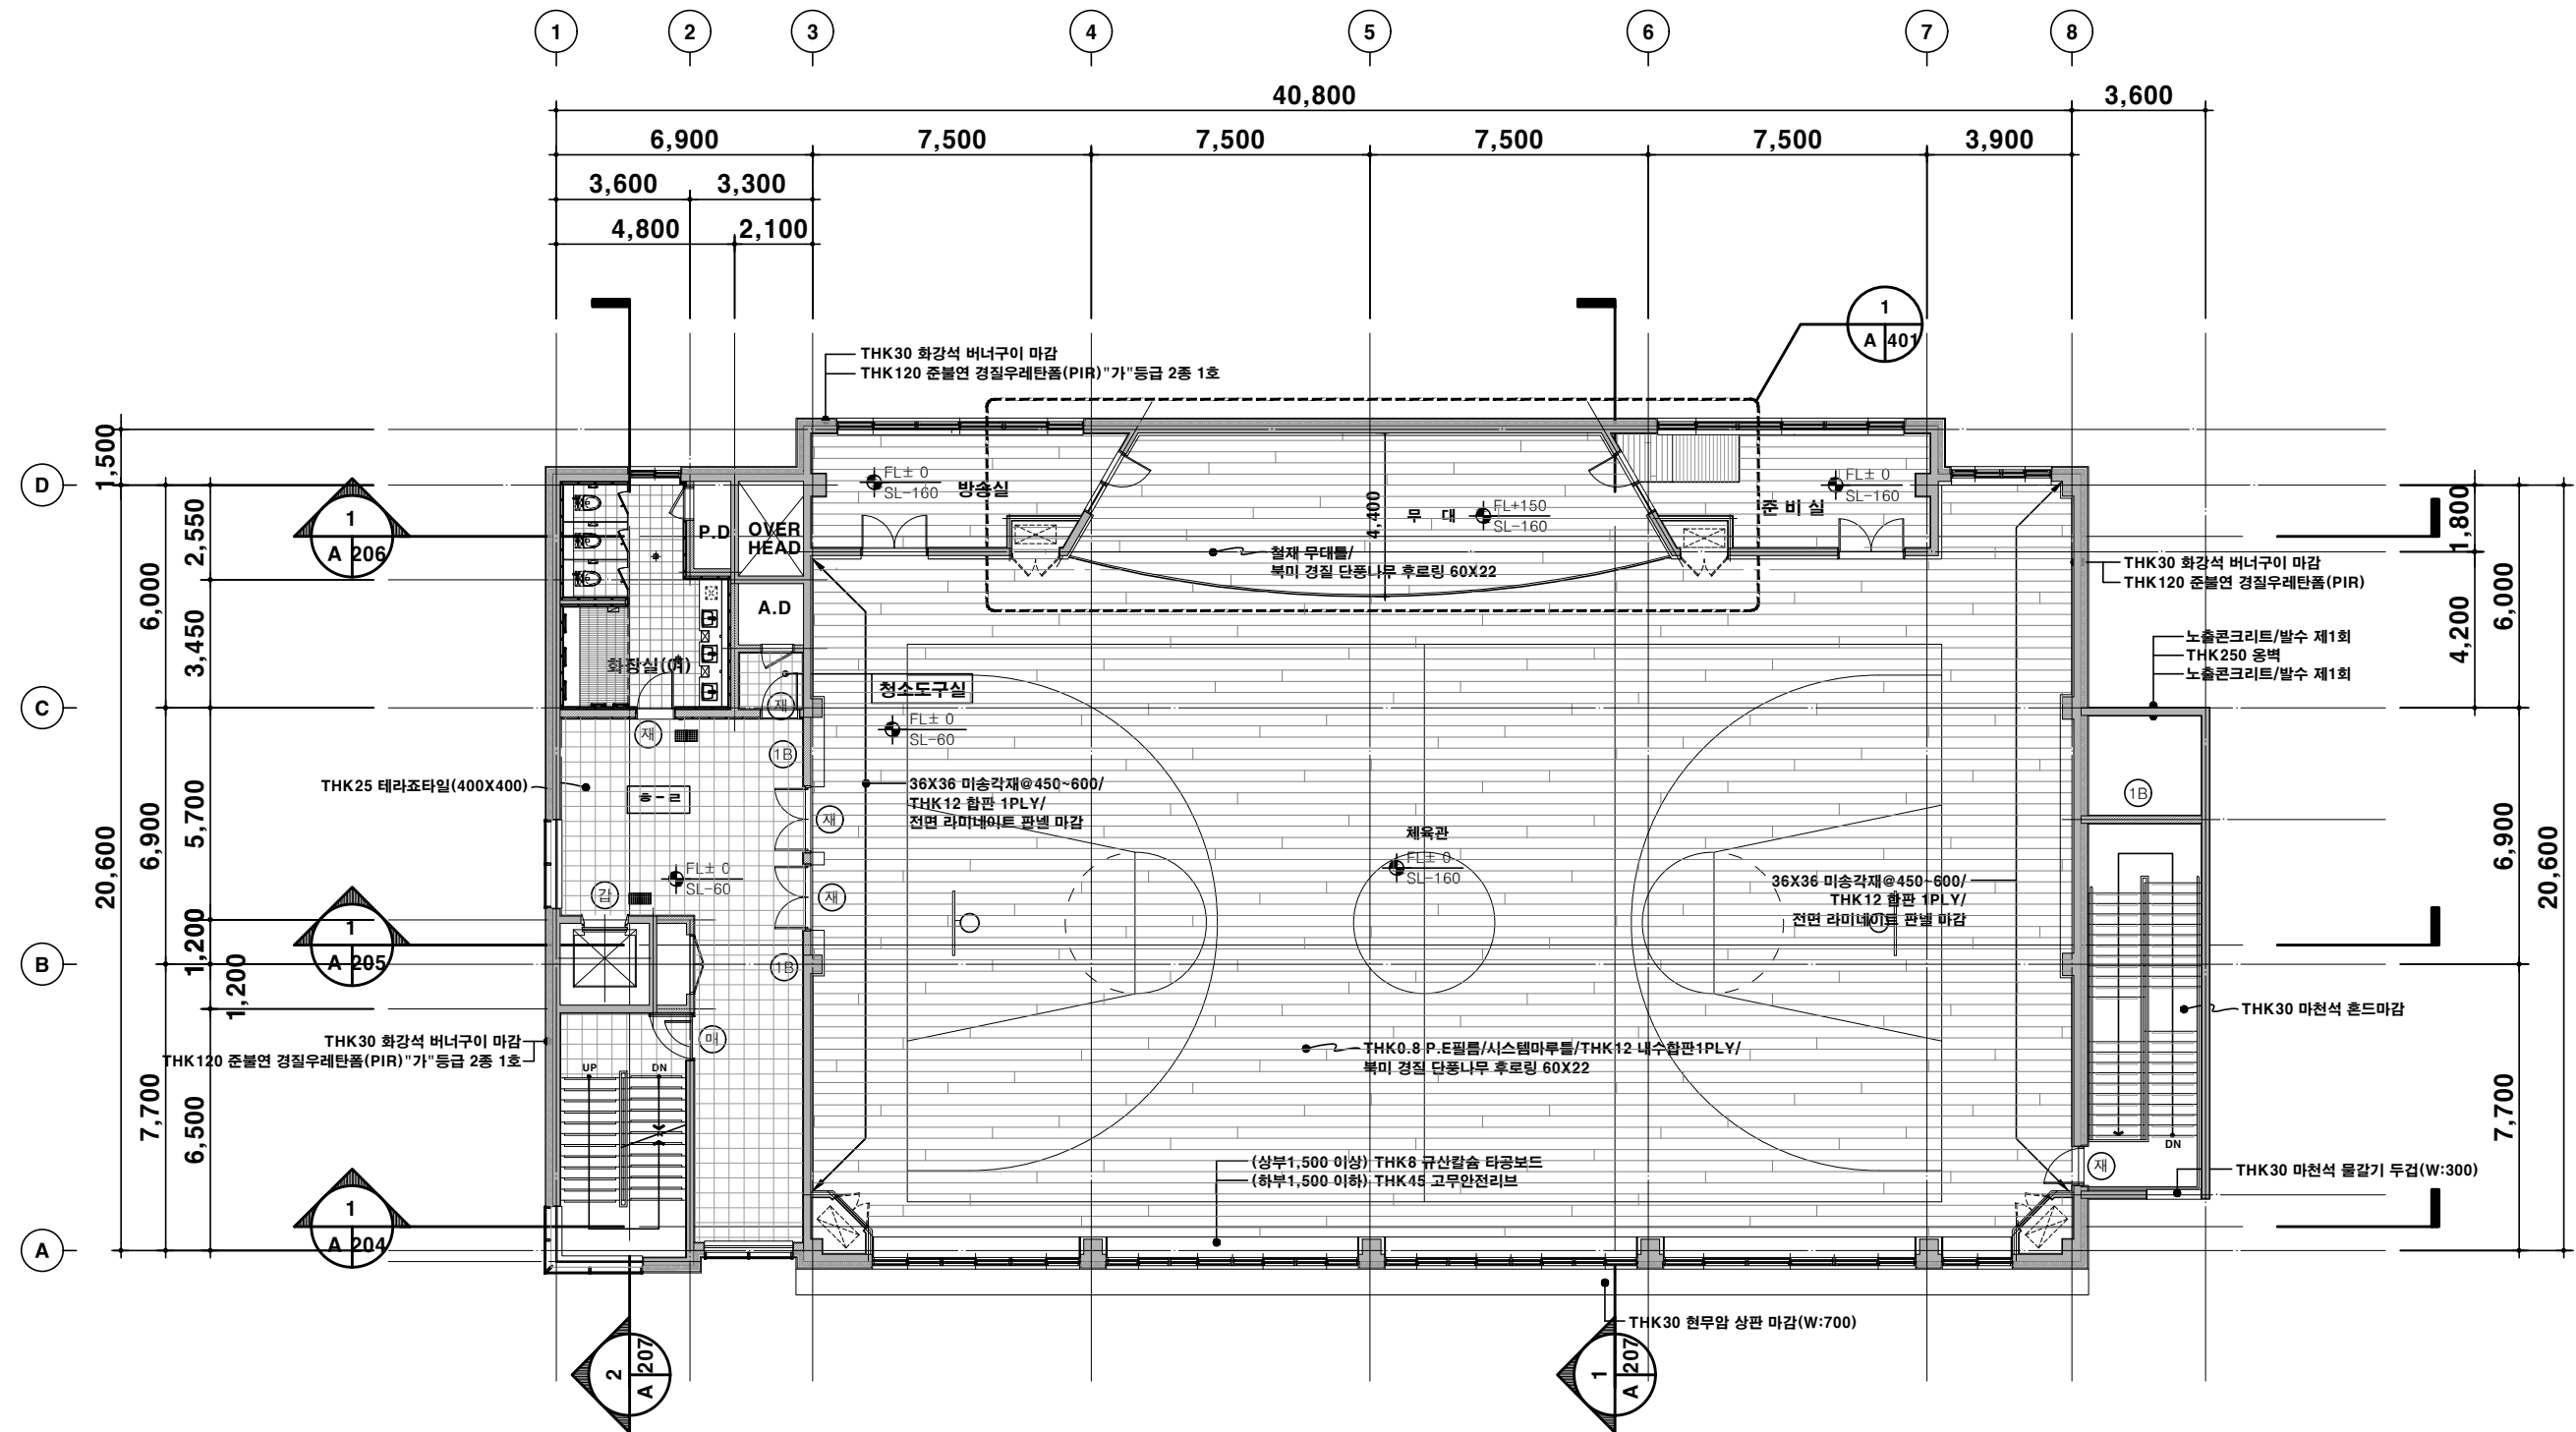 1 2 3 4 5 6 7 8
40,800 3,600
6,900 7,500 7,500 7,500 7,500 3,900
3,600 3,300
4,800 2,100
1
A 401
THK30 화강석 버너구이 마감
THK120 준불연 경질우레탄폼(PIR)"가"등급 2종 1호
1,500
D
1
A 206
2,550
6,000
3,450
P.D
OVER
HEAD
A.D
FL± 0
SL-160
방송실
4,400
무 대
FL+150
SL-160
준 비 실
FL± 0
SL-160
철재 무대틀/
북미 경질 단풍나무 후로링 60X22
1,800
6,000
4,200
THK30 화강석 버너구이 마감
THK120 준불연 경질우레탄폼(PIR)
노출콘크리트/발수 제1회
THK250 옹벽
노출콘크리트/발수 제1회
화장실(여)
청소도구실
재
C
FL± 0
SL-60
재
1B
THK25 테라죠타일(400X400)
홀
36X36 미송각재@450~600/
THK12 합판 1PLY/
전면 라미네이트 판넬 마감
재
1B
체육관
FL± 0
SL-160
5,700
6,900
20,600
FL± 0
SL-60
갑
재
36X36 미송각재@450~600/
THK12 합판 1PLY/
전면 라미네이트 판넬 마감
6,900
20,600
1,200
1
A 205
B
1B
1,200
THK30 마천석 혼드마감
THK30 화강석 버너구이 마감
THK120 준불연 경질우레탄폼(PIR)"가"등급 2종 1호
매
THK0.8 P.E필름/시스템마루틀/THK12 내수합판1PLY/
북미 경질 단풍나무 후로링 60X22
UP DN
7,700
6,500
7,700
DN
(상부1,500 이상) THK8 규산칼슘 타공보드
(하부1,500 이하) THK45 고무안전리브
재
THK30 마천석 물갈기 두겁(W:300)
1
A 204
A
THK30 현무암 상판 마감(W:700)
2
A 207
1
A 207